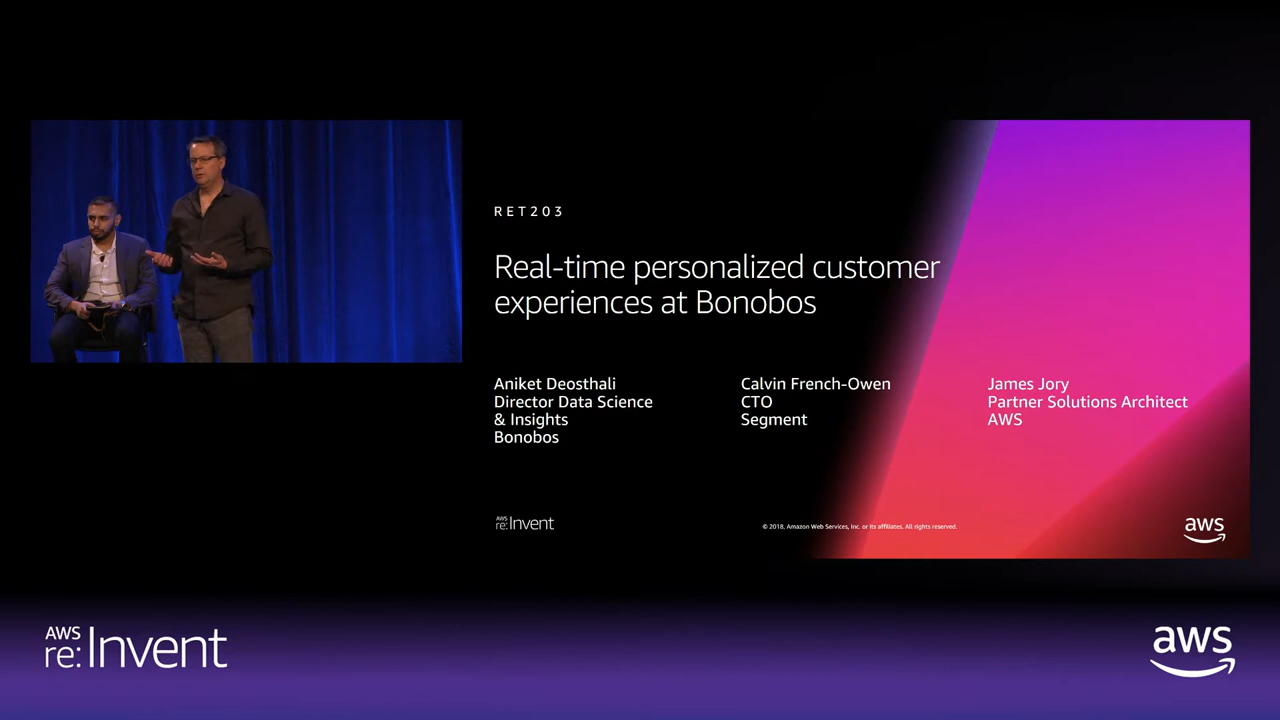 RET203
Real-time personalized customer
experiences at Bonobos
Aniket Deosthali
Director Data Science
& Insights
Bonobos
Calvin French-Owen
CTO
Segment
James Jory
Partner Solutions Architect
AWS
AWS
re:Invent
© 2018, Amazon Web Services, Inc. or its affiliates. All rights reserved.
aws
AWS
re:Invent
aws